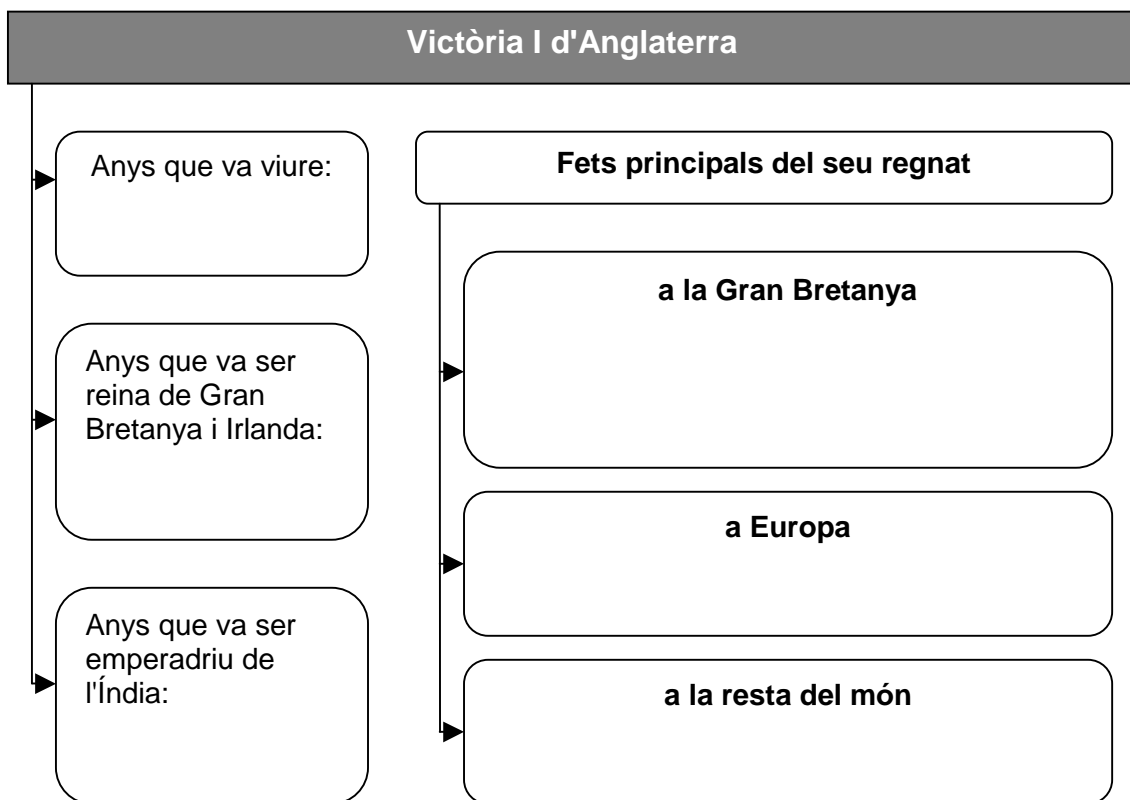 Victòria I d'Anglaterra
Anys que va viure:
Anys que va ser
reina de Gran
Bretanya i Irlanda:
Anys que va ser
emperadriu de
l'Índia:
Fets principals del seu regnat
a la Gran Bretanya
a Europa
a la resta del món